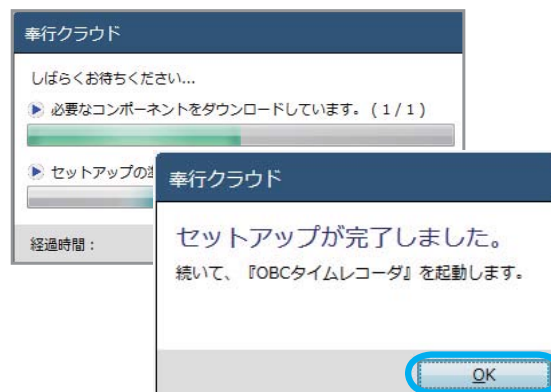 奉行クラウド
しばらくお待ちください...
必要なコンポーネントをダウンロードしています。(1/1)
セットアップの
経過時間：
奉行クラウド
セットアップが完了しました。
続いて、『OBCタイムレコーダ』を起動します。
OK